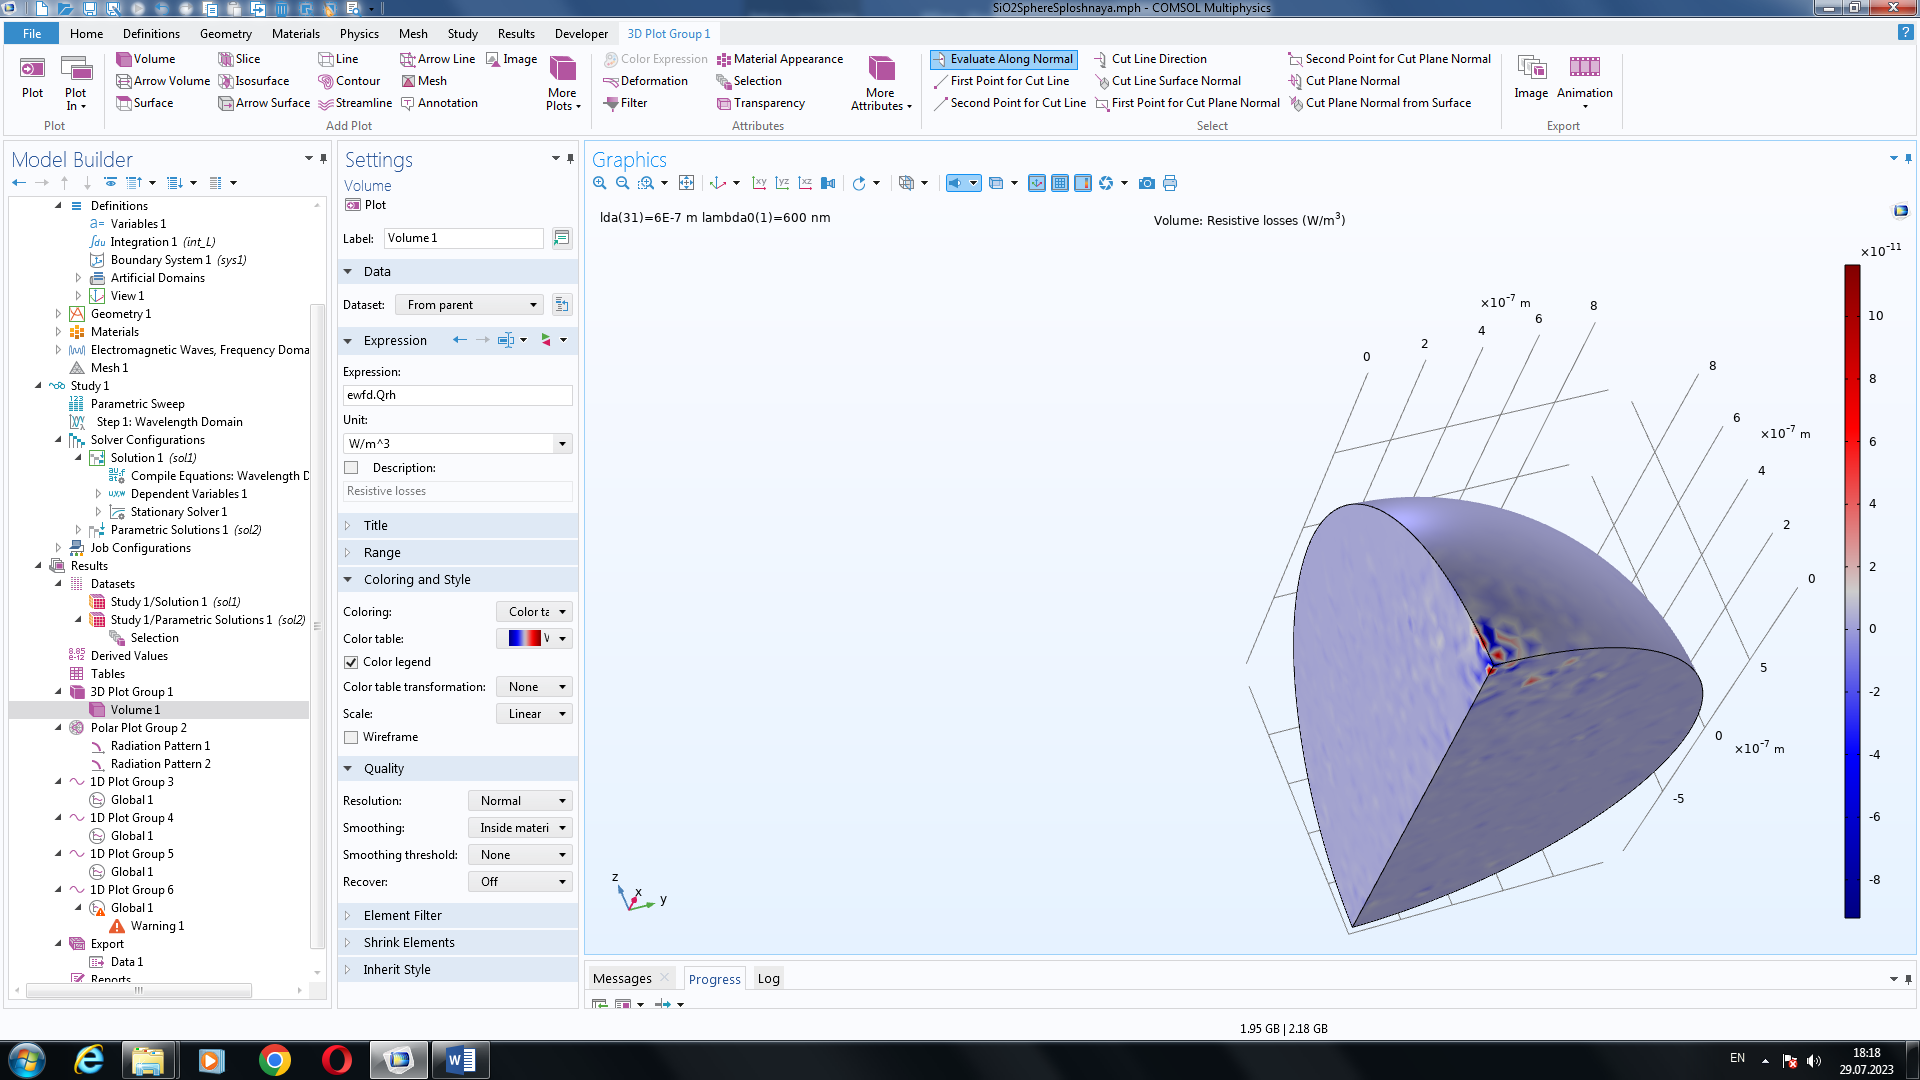 SiO2SphereSploshnaya.mph - COMSOL Multiphysics
File Home Definitions Geometry Materials Physics Mesh Study Results Developer 3D Plot Group 1
Volume Slice Line Arrow Line Image
Arrow Volume Isosurface Contour Mesh
Surface Arrow Surface Streamline Annotation
Plot
Plot In
More Plots
Plot
Add Plot
Color Expression Material Appearance
Deformation Selection
Filter Transparency
More Attributes
Attributes
Evaluate Along Normal Cut Line Direction Second Point for Cut Plane Normal
First Point for Cut Line Cut Line Surface Normal Cut Plane Normal
Second Point for Cut Line First Point for Cut Plane Normal Cut Plane Normal from Surface
Select
Image Animation
Export
Model Builder
Definitions
a= Variables 1
∫du Integration 1 (int_L)
Boundary System 1 (sys1)
Artificial Domains
View 1
Geometry 1
Materials
Electromagnetic Waves, Frequency Doma
Mesh 1
Study 1
Parametric Sweep
Step 1: Wavelength Domain
Solver Configurations
Solution 1 (sol1)
Compile Equations: Wavelength D
Dependent Variables 1
Stationary Solver 1
Parametric Solutions 1 (sol2)
Job Configurations
Results
Datasets
Study 1/Solution 1 (sol1)
Study 1/Parametric Solutions 1 (sol2)
Selection
Derived Values
Tables
3D Plot Group 1
Volume 1
Polar Plot Group 2
Radiation Pattern 1
Radiation Pattern 2
1D Plot Group 3
Global 1
1D Plot Group 4
Global 1
1D Plot Group 5
Global 1
1D Plot Group 6
Global 1
Warning 1
Export
Data 1
Reports
Settings
Volume
Plot
Label: Volume 1
Data
Dataset: From parent
Expression
Expression:
ewfd.Qrh
Unit:
W/m^3
Description:
Resistive losses
Title
Range
Coloring and Style
Coloring: Color ta
Color table: W
Color legend
Color table transformation: None
Scale: Linear
Wireframe
Quality
Resolution: Normal
Smoothing: Inside materi
Smoothing threshold: None
Recover: Off
Element Filter
Shrink Elements
Inherit Style
Graphics
xy yz xz
lda(31)=6E-7 m lambda0(1)=600 nm
Volume: Resistive losses (W/m³)
×10⁻¹¹
10
8
6
4
2
0
-2
-4
-6
-8
×10⁻⁷ m
0 2 4 6 8
8
6
×10⁻⁷ m
4
2
0
5
0
×10⁻⁷ m
-5
z x y
Messages Progress Log
1.95 GB | 2.18 GB
EN
18:18
29.07.2023